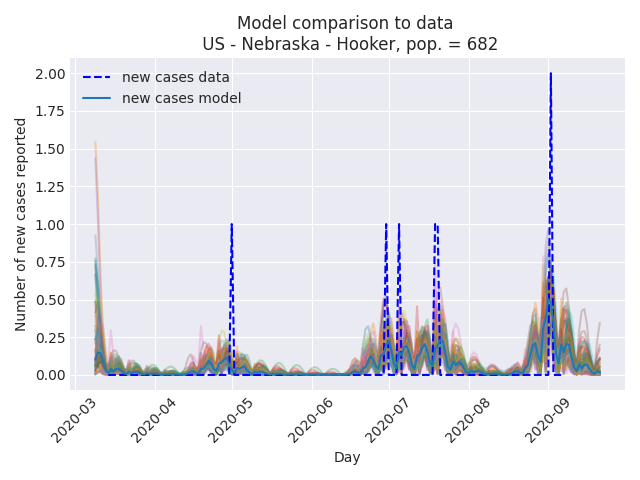 Model comparison to data
US - Nebraska - Hooker, pop. = 682
new cases data
new cases model
Number of new cases reported
2.00
1.75
1.50
1.25
1.00
0.75
0.50
0.25
0.00
2020-03
2020-04
2020-05
2020-06
2020-07
2020-08
2020-09
Day